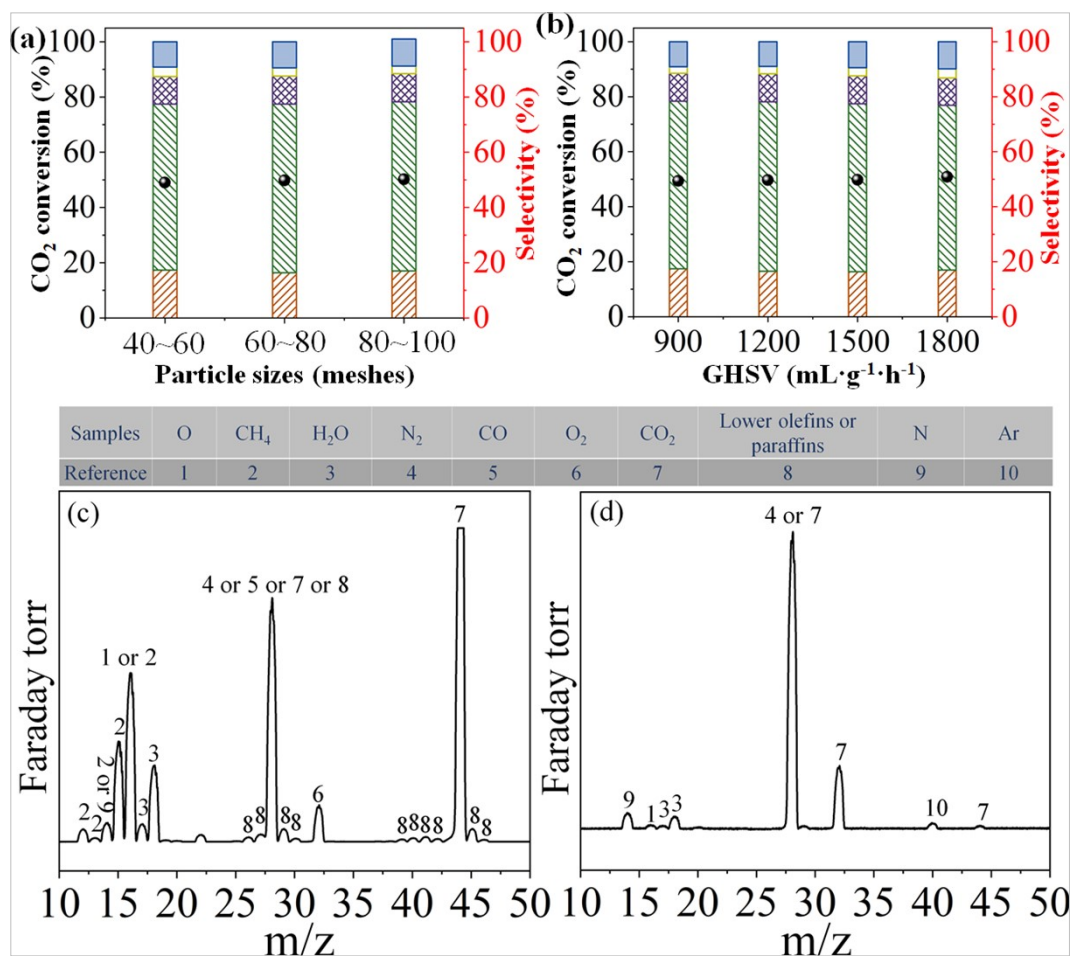 (a)
100
80
60
40
20
0
CO₂ conversion (%)
100
80
60
40
20
0
Selectivity (%)
40~60 60~80 80~100
Particle sizes (meshes)
(b)
100
80
60
40
20
0
CO₂ conversion (%)
100
80
60
40
20
0
Selectivity (%)
900 1200 1500 1800
GHSV (mL·g⁻¹·h⁻¹)
Samples O CH₄ H₂O N₂ CO O₂ CO₂ Lower olefins or paraffins N Ar
Reference 1 2 3 4 5 6 7 8 9 10
(c)
Faraday torr
2
2
2 or 9
2
1 or 2
3
3
8
8
4 or 5 or 7 or 8
8
8
6
8
8
8
8
7
8
8
10 15 20 25 30 35 40 45 50
m/z
(d)
Faraday torr
9
1
3
3
4 or 7
7
10
7
10 15 20 25 30 35 40 45 50
m/z